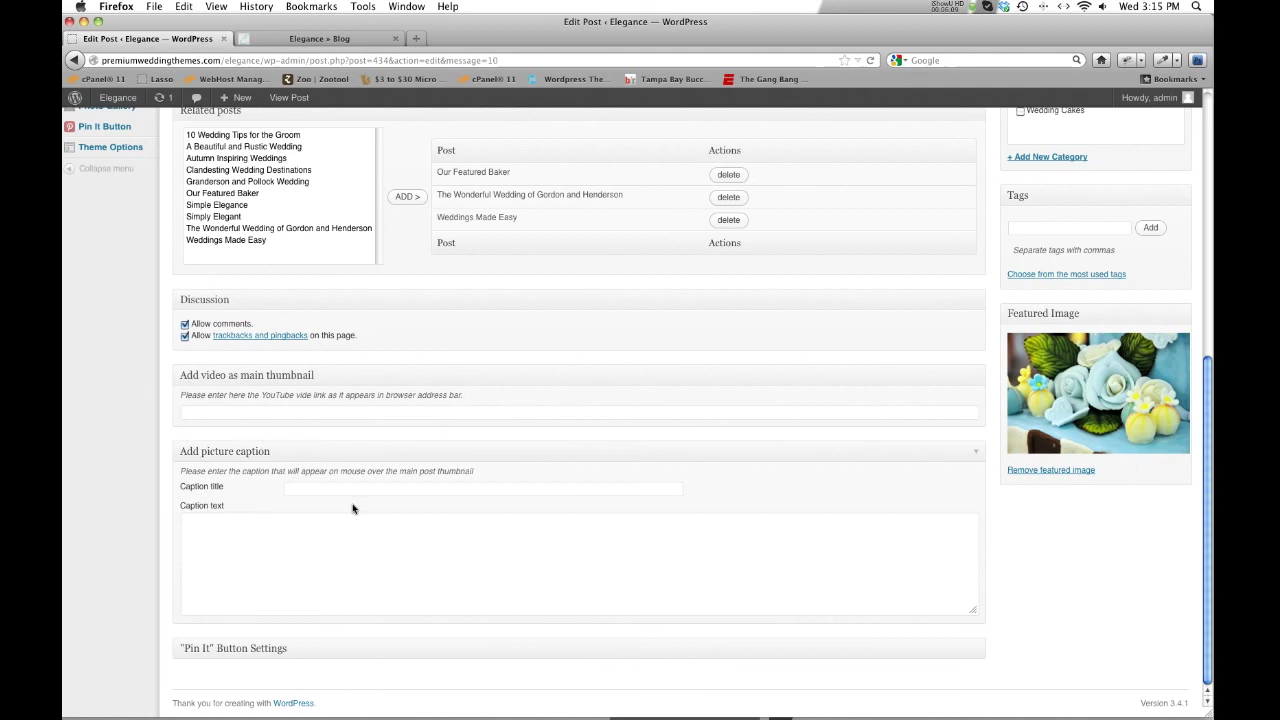 Firefox File Edit View History Bookmarks Tools Window Help
iShowU HD
00:06:09
Wed 3:15 PM
Edit Post ‹ Elegance — WordPress
Edit Post ‹ Elegance — WordPress
Elegance » Blog
premiumweddingthemes.com/elegance/wp-admin/post.php?post=434&action=edit&message=10
Google
cPanel® 11 Lasso WebHost Manag... Zoo | Zootool $3 to $30 Micro ... cPanel® 11 Wordpress The... Tampa Bay Bucc... The Gang Bang ... Bookmarks
Elegance 1 + New View Post Howdy, admin
Photo Gallery
Pin It Button
Theme Options
Collapse menu
Related posts
10 Wedding Tips for the Groom
A Beautiful and Rustic Wedding
Autumn Inspiring Weddings
Clandesting Wedding Destinations
Granderson and Pollock Wedding
Our Featured Baker
Simple Elegance
Simply Elegant
The Wonderful Wedding of Gordon and Henderson
Weddings Made Easy
ADD >
Post Actions
Our Featured Baker delete
The Wonderful Wedding of Gordon and Henderson delete
Weddings Made Easy delete
Post Actions
Discussion
Allow comments.
Allow trackbacks and pingbacks on this page.
Add video as main thumbnail
Please enter here the YouTube vide link as it appears in browser address bar.
Add picture caption
Please enter the caption that will appear on mouse over the main post thumbnail
Caption title
Caption text
"Pin It" Button Settings
Wedding Cakes
+ Add New Category
Tags
Add
Separate tags with commas
Choose from the most used tags
Featured Image
Remove featured image
Thank you for creating with WordPress.
Version 3.4.1